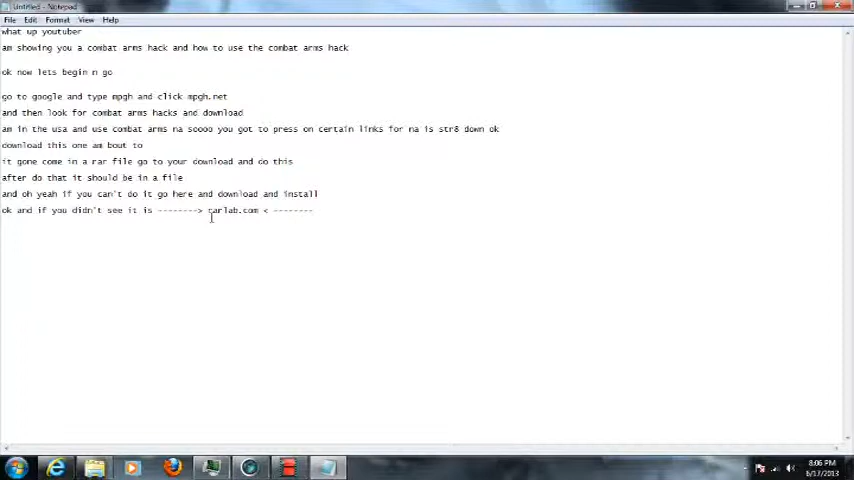 Untitled - Notepad
File Edit Format View Help
what up youtuber
am showing you a combat arms hack and how to use the combat arms hack
ok now lets begin n go
go to google and type mpgh and click mpgh.net
and then look for combat arms hacks and download
am in the usa and use combat arms na soooo you got to press on certain links for na is str8 down ok
download this one am bout to
it gone come in a rar file go to your download and do this
after do that it should be in a file
and oh yeah if you can't do it go here and download and install
ok and if you didn't see it is --------> rarlab.com < --------
8:06 PM
6/17/2013